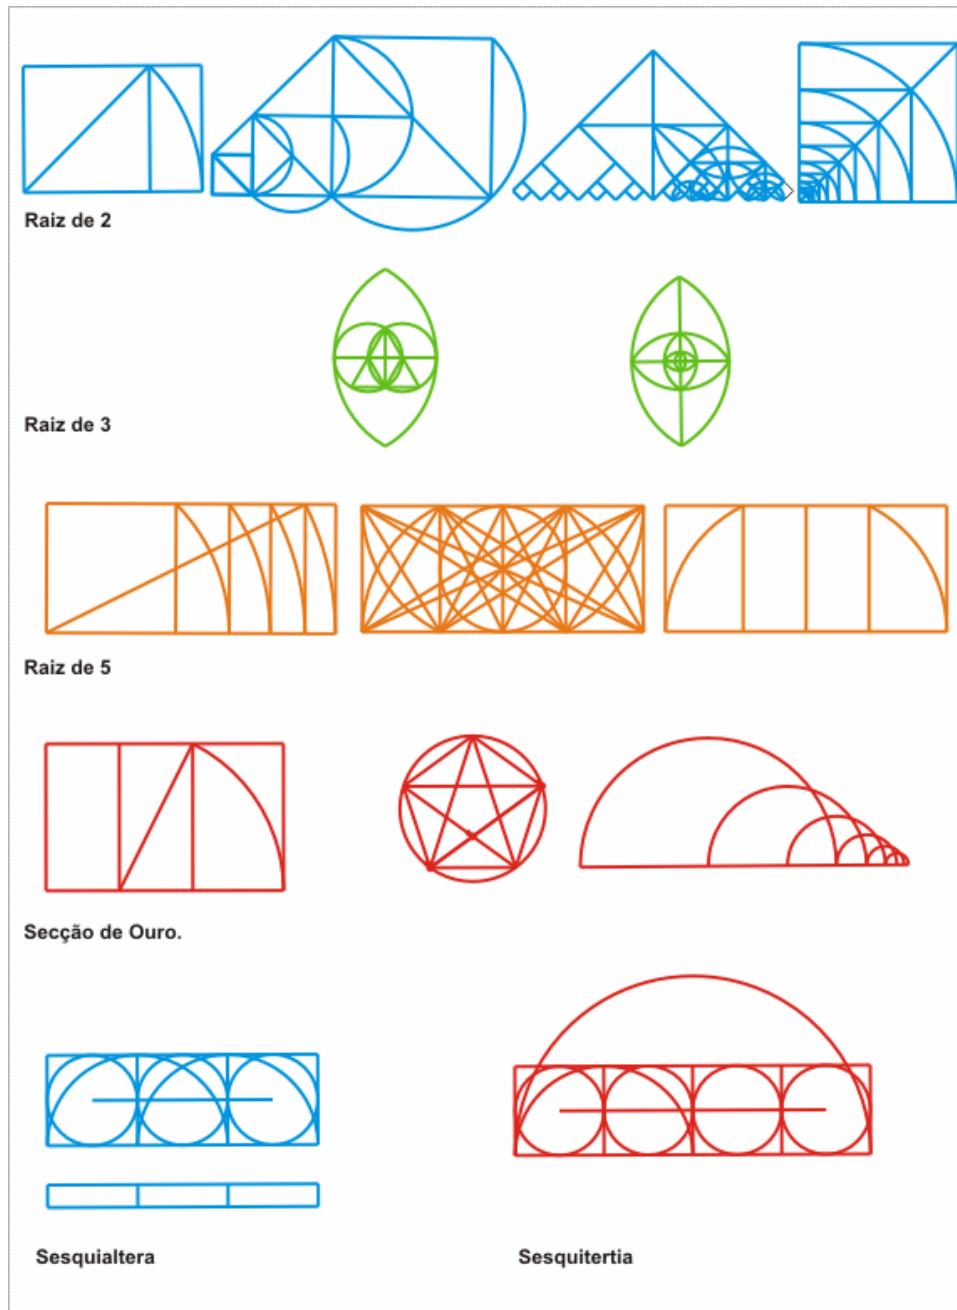 Raiz de 2
Raiz de 3
Raiz de 5
Secção de Ouro.
Sesquialtera
Sesquitertia